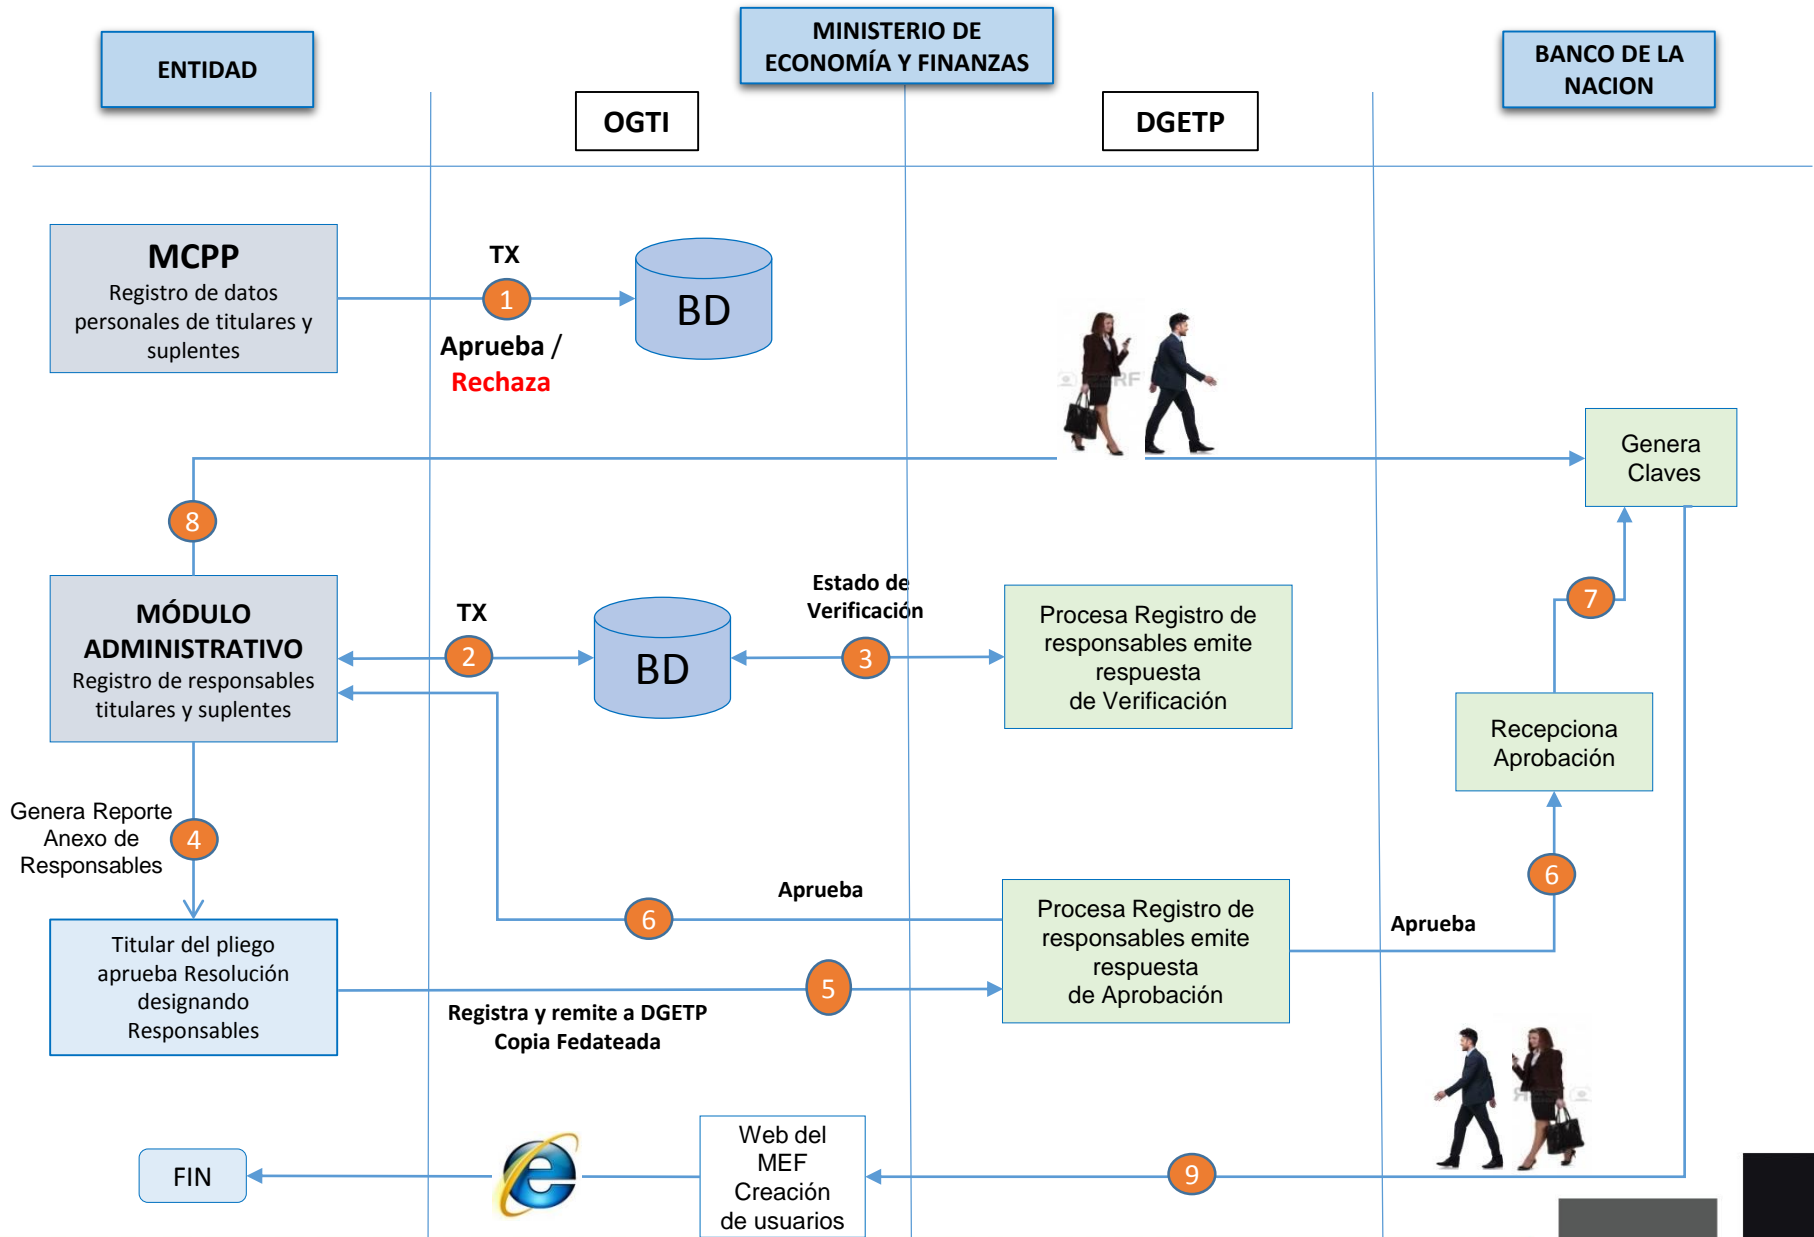 ENTIDAD
MINISTERIO DE
ECONOMÍA Y FINANZAS
BANCO DE LA
NACION
OGTI
DGETP
MCPP
Registro de datos
personales de titulares y
suplentes
TX
1
Aprueba /
Rechaza
BD
Genera
Claves
8
MÓDULO
ADMINISTRATIVO
Registro de responsables
titulares y suplentes
TX
2
BD
Estado de
Verificación
3
Procesa Registro de
responsables emite
respuesta
de Verificación
7
Recepciona
Aprobación
Genera Reporte
Anexo de
Responsables
4
Titular del pliego
aprueba Resolución
designando
Responsables
Aprueba
6
5
Registra y remite a DGETP
Copia Fedateada
Procesa Registro de
responsables emite
respuesta
de Aprobación
Aprueba
6
FIN
Web del
MEF
Creación
de usuarios
9